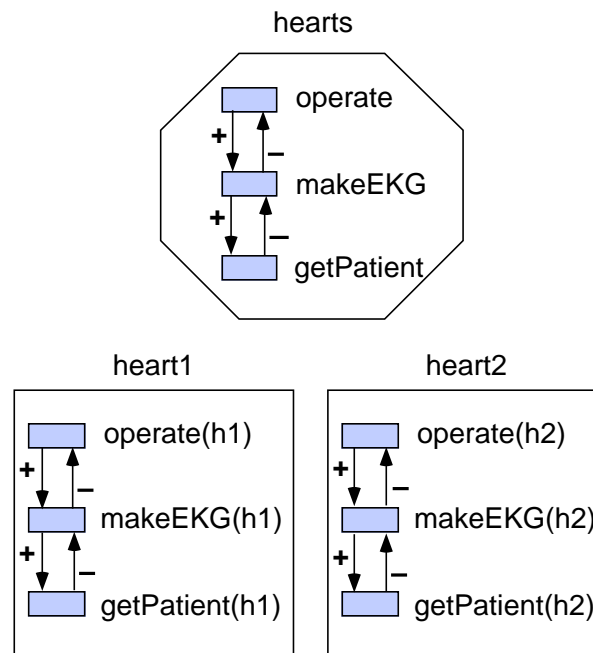 hearts
operate
+
–
makeEKG
+
–
getPatient
heart1
operate(h1)
+
–
makeEKG(h1)
+
–
getPatient(h1)
heart2
operate(h2)
+
–
makeEKG(h2)
+
–
getPatient(h2)